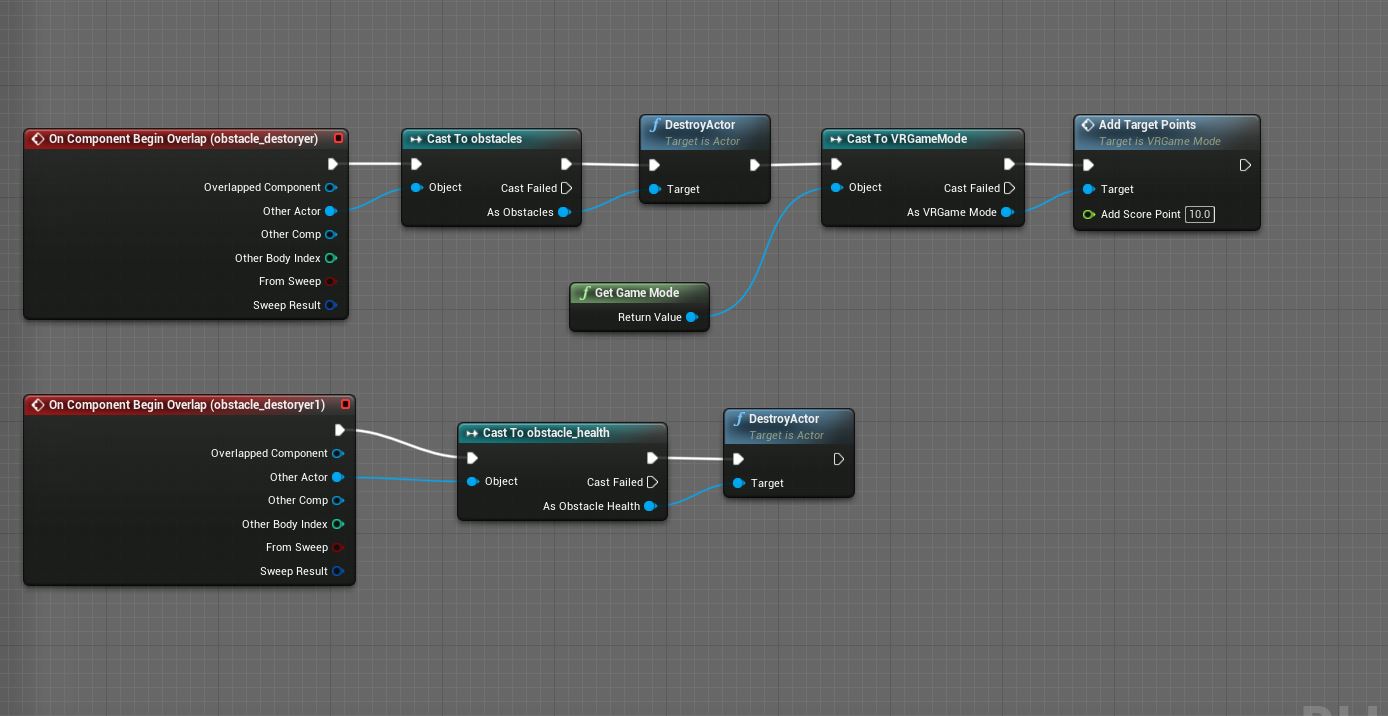 On Component Begin Overlap (obstacle_destoryer)
Overlapped Component
Other Actor
Other Comp
Other Body Index
From Sweep
Sweep Result
Cast To obstacles
Object
Cast Failed
As Obstacles
DestroyActor
Target is Actor
Target
Cast To VRGameMode
Object
Cast Failed
As VRGame Mode
Add Target Points
Target is VRGame Mode
Target
Add Score Point 10.0
Get Game Mode
Return Value
On Component Begin Overlap (obstacle_destoryer1)
Overlapped Component
Other Actor
Other Comp
Other Body Index
From Sweep
Sweep Result
Cast To obstacle_health
Object
Cast Failed
As Obstacle Health
DestroyActor
Target is Actor
Target